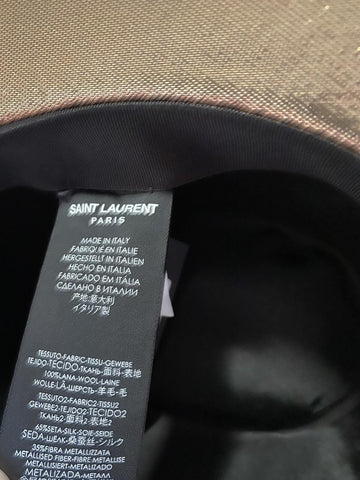 SAINT LAURENT
PARIS
MADE IN ITALY
FABRIQUÉ EN ITALIE
HERGESTELLT IN ITALIEN
HECHO EN ITALIA
FABRICADO EM ITÁLIA
СДЕЛАНО В ИТАЛИИ
产地:意大利
イタリア製
TESSUTO-FABRIC-TISSU-GEWEBE
TEJIDO-TECIDO-ТКАНЬ-面料-表地
100%LANA-WOOL-LAINE
WOLLE-LÃ-ШЕРСТЬ-羊毛-毛
TESSUTO2-FABRIC2-TISSU2
GEWEBE2-TEJIDO2-TECIDO2
ТКАНЬ2-面料2-表地2
65%SETA-SILK-SOIE-SEIDE
SEDA-ШЕЛК-桑蚕丝-シルク
35%FIBRA METALLIZZATA
METALLISED FIBER-FIBRE METALLISEE
METALLISIERT-METALIZADO
METALIZADA-